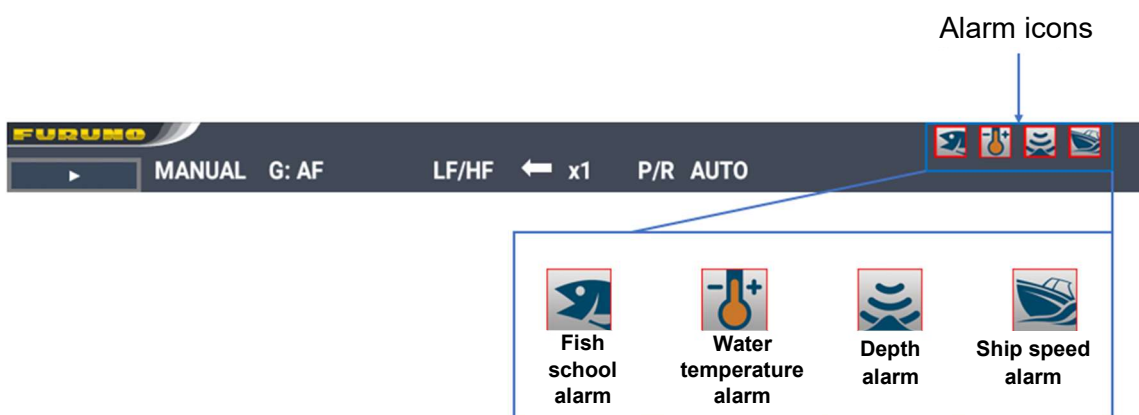 Alarm icons
FURUNO
MANUAL G: AF LF/HF x1 P/R AUTO
Fish school alarm
Water temperature alarm
Depth alarm
Ship speed alarm